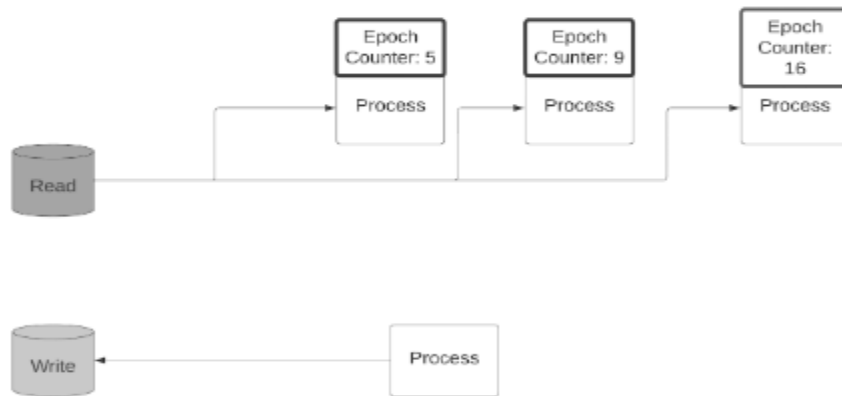 Epoch
Counter: 5
Process
Epoch
Counter: 9
Process
Epoch
Counter:
16
Process
Read
Write
Process